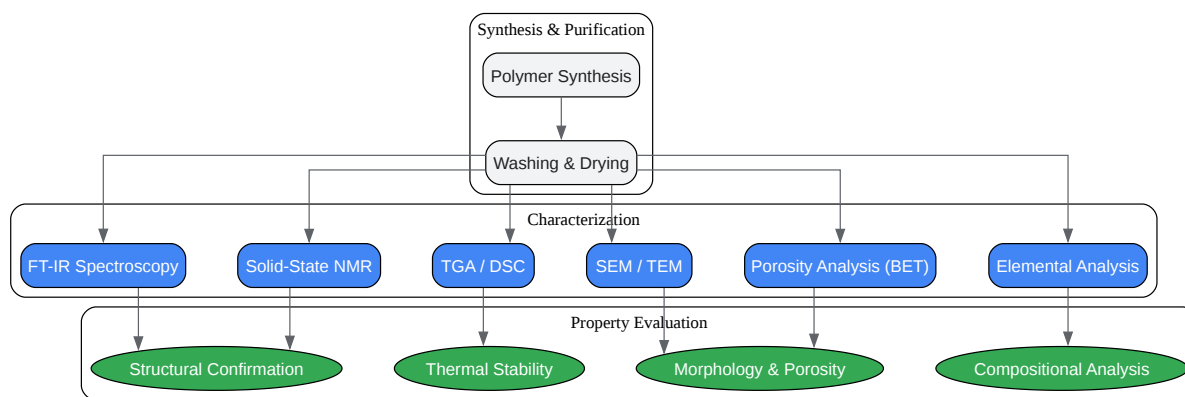 Synthesis & Purification
Polymer Synthesis
Washing & Drying
Characterization
FT-IR Spectroscopy
Solid-State NMR
TGA / DSC
SEM / TEM
Porosity Analysis (BET)
Elemental Analysis
Property Evaluation
Structural Confirmation
Thermal Stability
Morphology & Porosity
Compositional Analysis